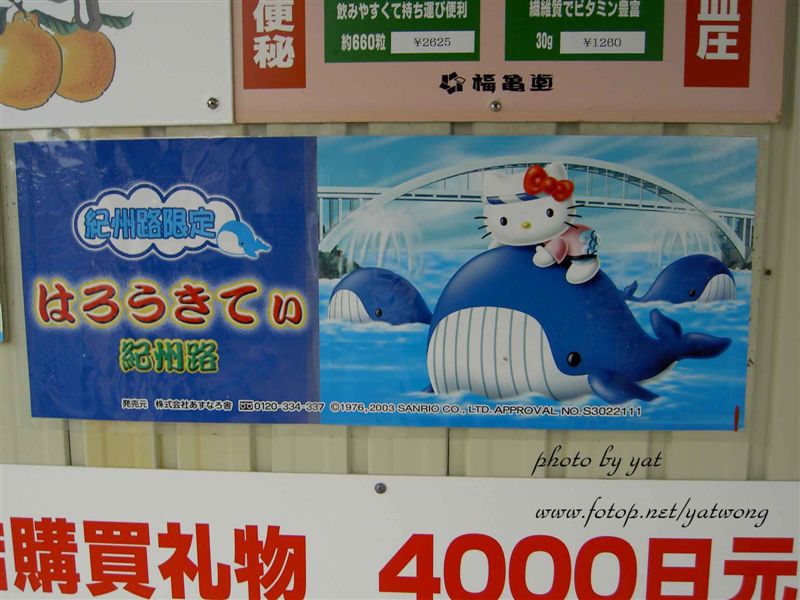 便秘
飲みやすくて持ち運び便利
約660粒 ¥2625
繊維質でビタミン豊富
30g ¥1260
血圧
福亀堂
紀州路限定
はろうきてぃ
紀州路
発売元 株式会社あすなろ舎 0120-334-337 ©1976, 2003 SANRIO CO., LTD. APPROVAL NO.S3022111
photo by yat
www.fotop.net/yatwong
購買礼物 4000日元